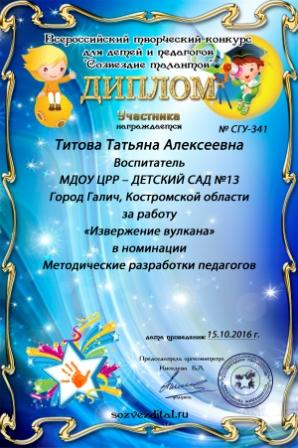 Всероссийский творческий конкурс
для детей и педагогов
"Созвездие талантов"
ДИПЛОМ
Участника
награждается
№ СГУ-341
Титова Татьяна Алексеевна
Воспитатель
МДОУ ЦРР – ДЕТСКИЙ САД №13
Город Галич, Костромской области
за работу
«Извержение вулкана»
в номинации
Методические разработки педагогов
дата проведения: 15.10.2016 г.
Председатель оргкомитета
sozvezdital.ru